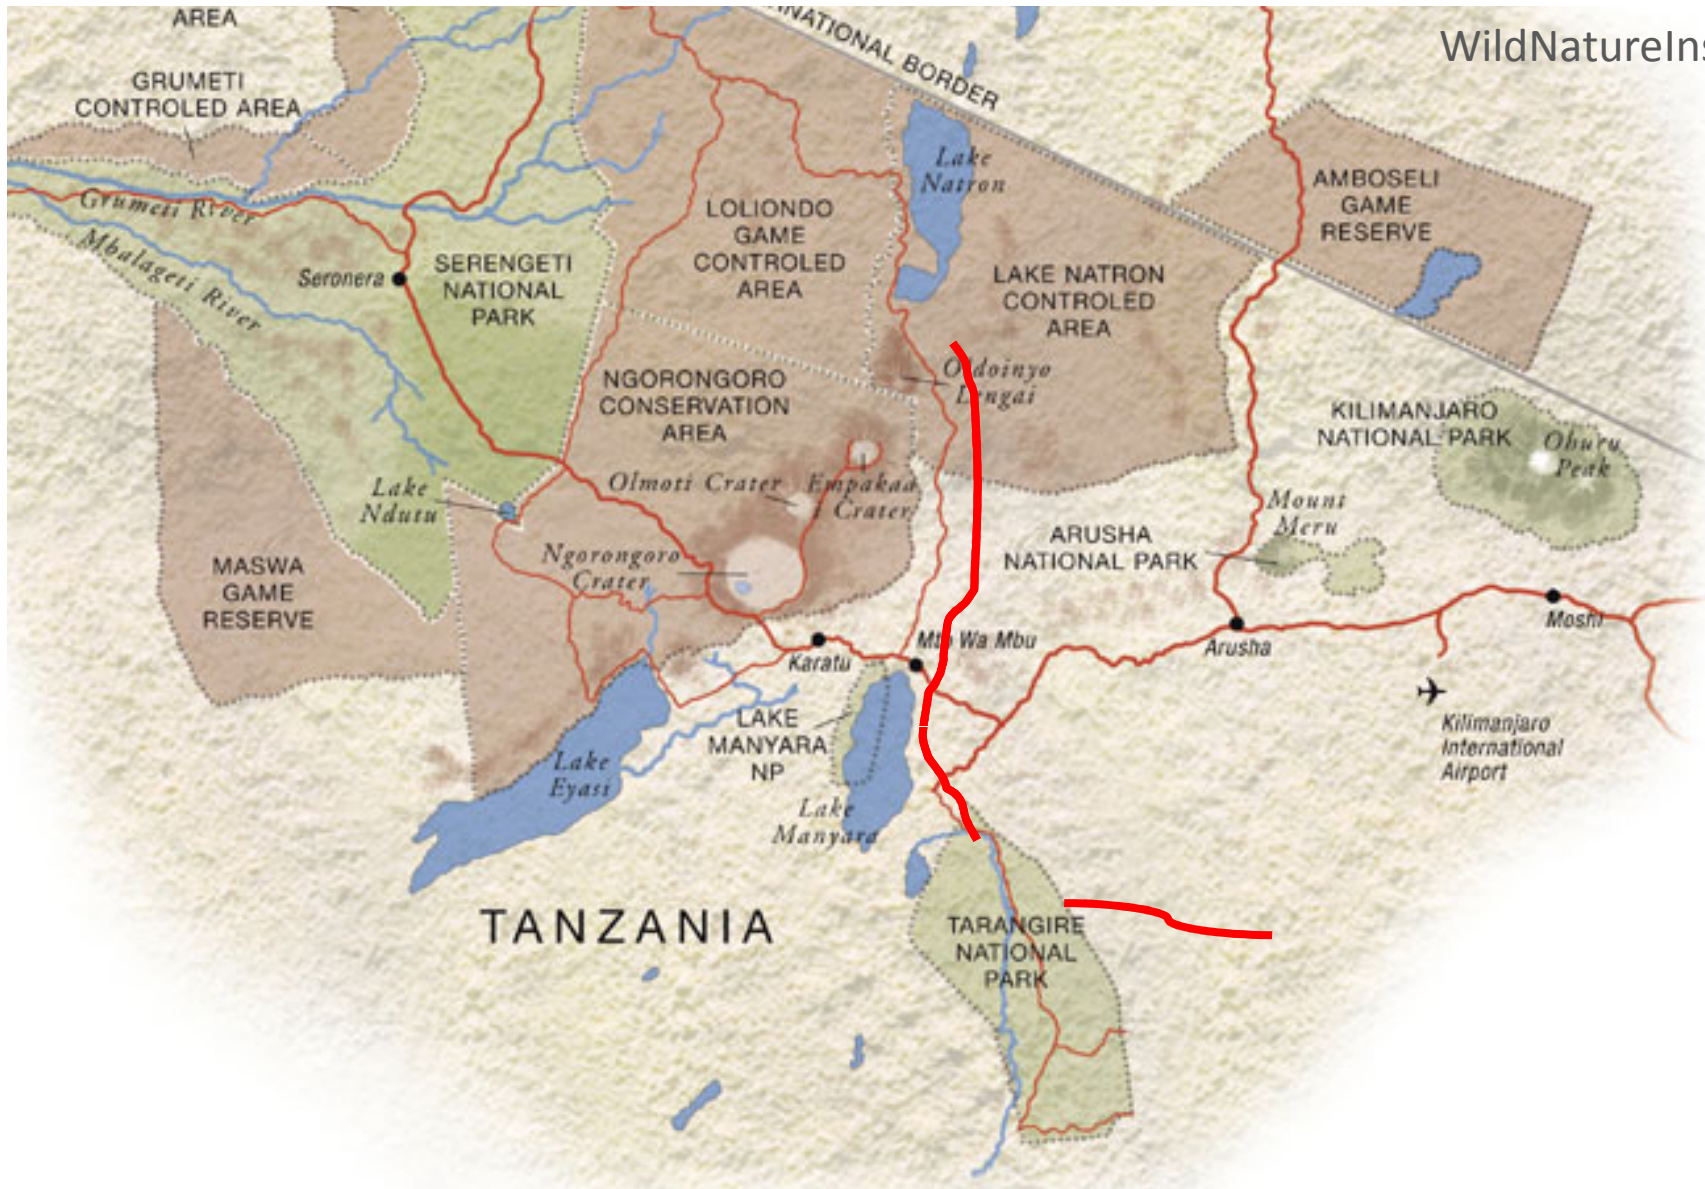 AREA
NATIONAL BORDER
WildNatureIns
GRUMETI
CONTROLED AREA
Lake
Natron
AMBOSELI
GAME
RESERVE
Grumeti River
Mbalageti River
LOLIONDO
GAME
CONTROLED
AREA
Seronera
SERENGETI
NATIONAL
PARK
LAKE NATRON
CONTROLED
AREA
NGORONGORO
CONSERVATION
AREA
Oldoinyo
Lengai
KILIMANJARO
NATIONAL PARK
Ohuru
Peak
Lake
Ndutu
Olmoti Crater
Empakaa
i Crater
Mount
Meru
ARUSHA
NATIONAL PARK
MASWA
GAME
RESERVE
Ngorongoro
Crater
Moshi
Karatu
Mto Wa Mbu
Arusha
LAKE
MANYARA
NP
Kilimanjaro
International
Airport
Lake
Eyasi
Lake
Manyara
TANZANIA
TARANGIRE
NATIONAL
PARK